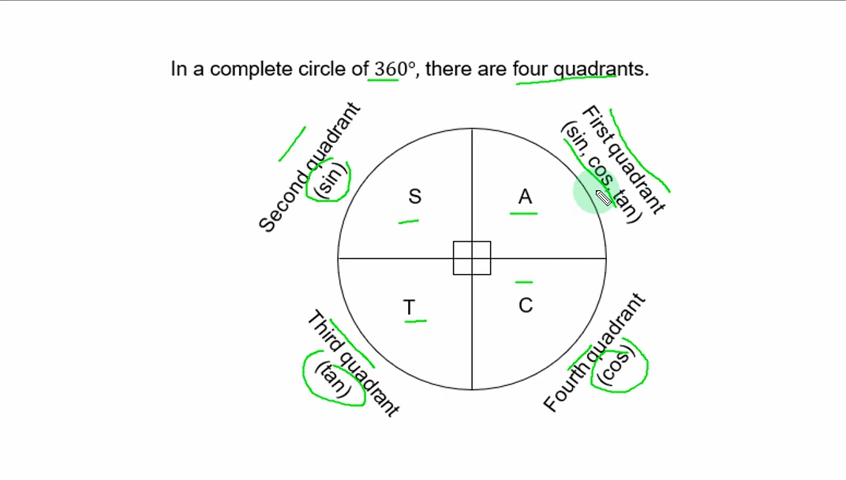 In a complete circle of 360°, there are four quadrants.
Second quadrant
(sin)
First quadrant
(sin, cos, tan)
S
A
T
C
Third quadrant
(tan)
Fourth quadrant
(cos)